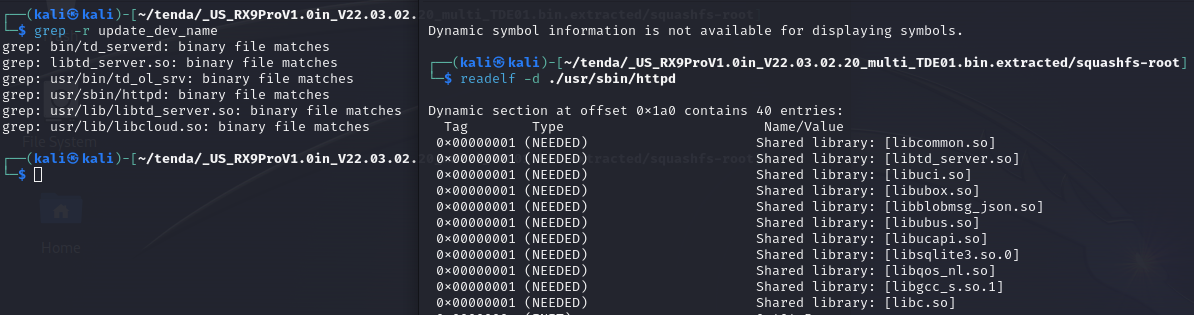 ┌──(kali㉿kali)-[~/tenda/_US_RX9ProV1.0in_V22.03.02.
└─$ grep -r update_dev_name
grep: bin/td_serverd: binary file matches
grep: libtd_server.so: binary file matches
grep: usr/bin/td_ol_srv: binary file matches
grep: usr/sbin/httpd: binary file matches
grep: usr/lib/libtd_server.so: binary file matches
grep: usr/lib/libcloud.so: binary file matches
File System
┌──(kali㉿kali)-[~/tenda/_US_RX9ProV1.0in_V22.03.02.
└─$
Home
20_multi_TDE01.bin.extracted/squashfs-root]
Dynamic symbol information is not available for displaying symbols.
┌──(kali㉿kali)-[~/tenda/_US_RX9ProV1.0in_V22.03.02.20_multi_TDE01.bin.extracted/squashfs-root]
└─$ readelf -d ./usr/sbin/httpd
Dynamic section at offset 0×1a0 contains 40 entries:
Tag Type Name/Value
0×00000001 (NEEDED) Shared library: [libcommon.so]
0×00000001 (NEEDED) Shared library: [libtd_server.so]
0×00000001 (NEEDED) Shared library: [libuci.so]
0×00000001 (NEEDED) Shared library: [libubox.so]
0×00000001 (NEEDED) Shared library: [libblobmsg_json.so]
0×00000001 (NEEDED) Shared library: [libubus.so]
0×00000001 (NEEDED) Shared library: [libucapi.so]
0×00000001 (NEEDED) Shared library: [libsqlite3.so.0]
0×00000001 (NEEDED) Shared library: [libqos_nl.so]
0×00000001 (NEEDED) Shared library: [libgcc_s.so.1]
0×00000001 (NEEDED) Shared library: [libc.so]